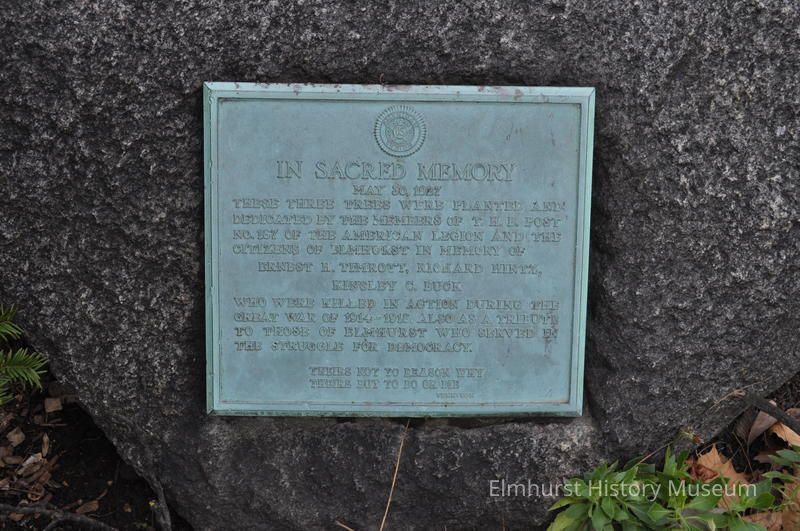 IN SACRED MEMORY
MAY 30, 1927
THESE THREE TREES WERE PLANTED AND
DEDICATED BY THE MEMBERS OF T. H. B. POST
NO. 187 OF THE AMERICAN LEGION AND THE
CITIZENS OF ELMHURST IN MEMORY OF
ERNEST H. TIMROTT, RICHARD HINTZ,
KINGLEY C. BUCK
WHO WERE KILLED IN ACTION DURING THE
GREAT WAR OF 1914-1918. ALSO AS A TRIBUTE
TO THOSE OF ELMHURST WHO SERVED IN
THE STRUGGLE FOR DEMOCRACY.
THEIRS NOT TO REASON WHY
THEIRS BUT TO DO OR DIE
TENNYSON
Elmhurst History Museum